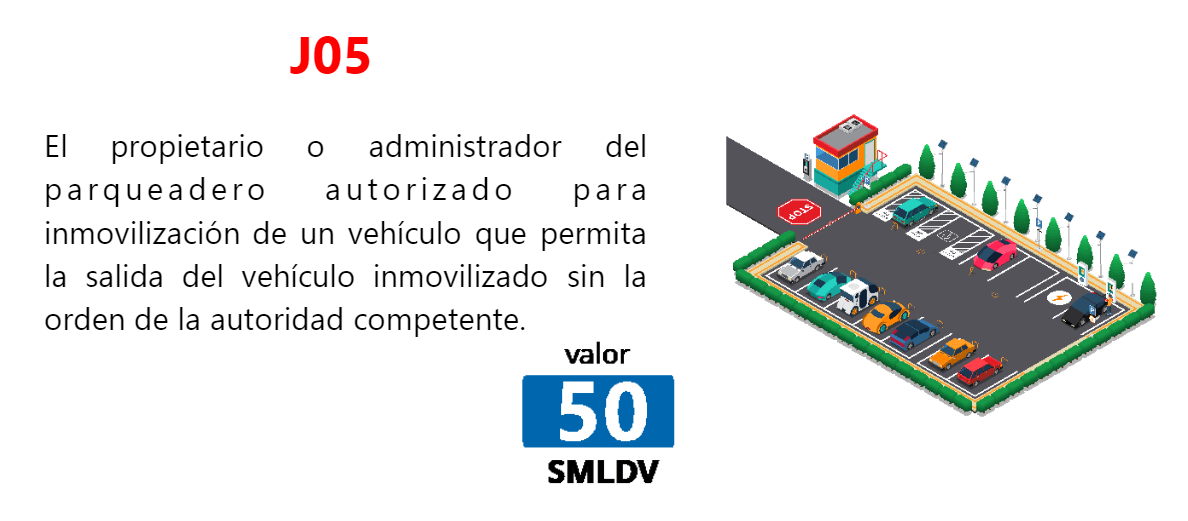 J05
El propietario o administrador del
parqueadero autorizado para
inmovilización de un vehículo que permita
la salida del vehículo inmovilizado sin la
orden de la autoridad competente.
valor
50
SMLDV
STOP